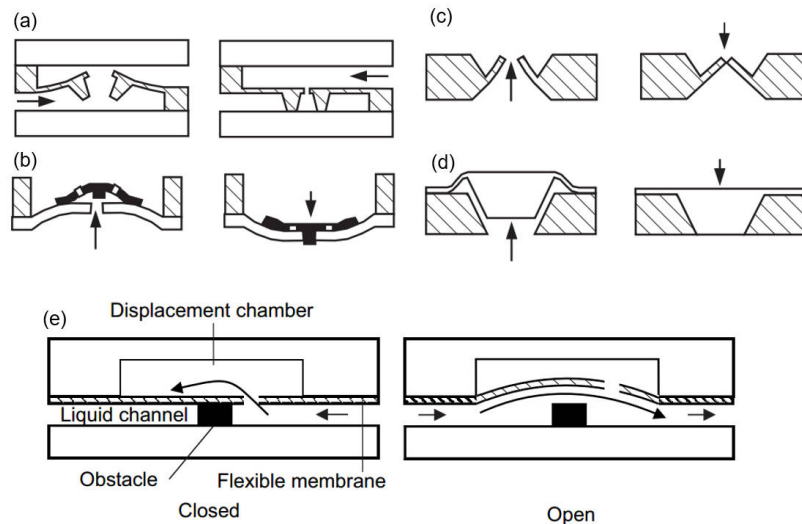 (a)
(c)
(b)
(d)
(e)
Displacement chamber
Liquid channel
Obstacle
Flexible membrane
Closed
Open